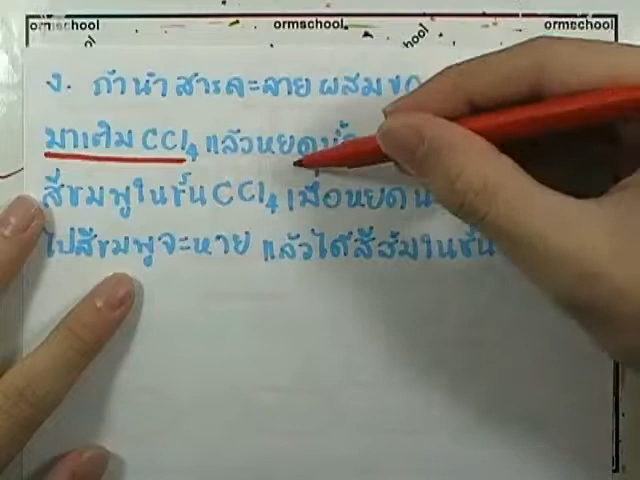 ormschool ormschool ormschool
ol hool
ง. ถ้านำสารละลายผสม
มาเติม CCl4 แล้วหยด
สีชมพูในชั้น CCl4 เมื่อหยด
ไปสีชมพูจะหาย แล้วได้สีส้มในชั้น